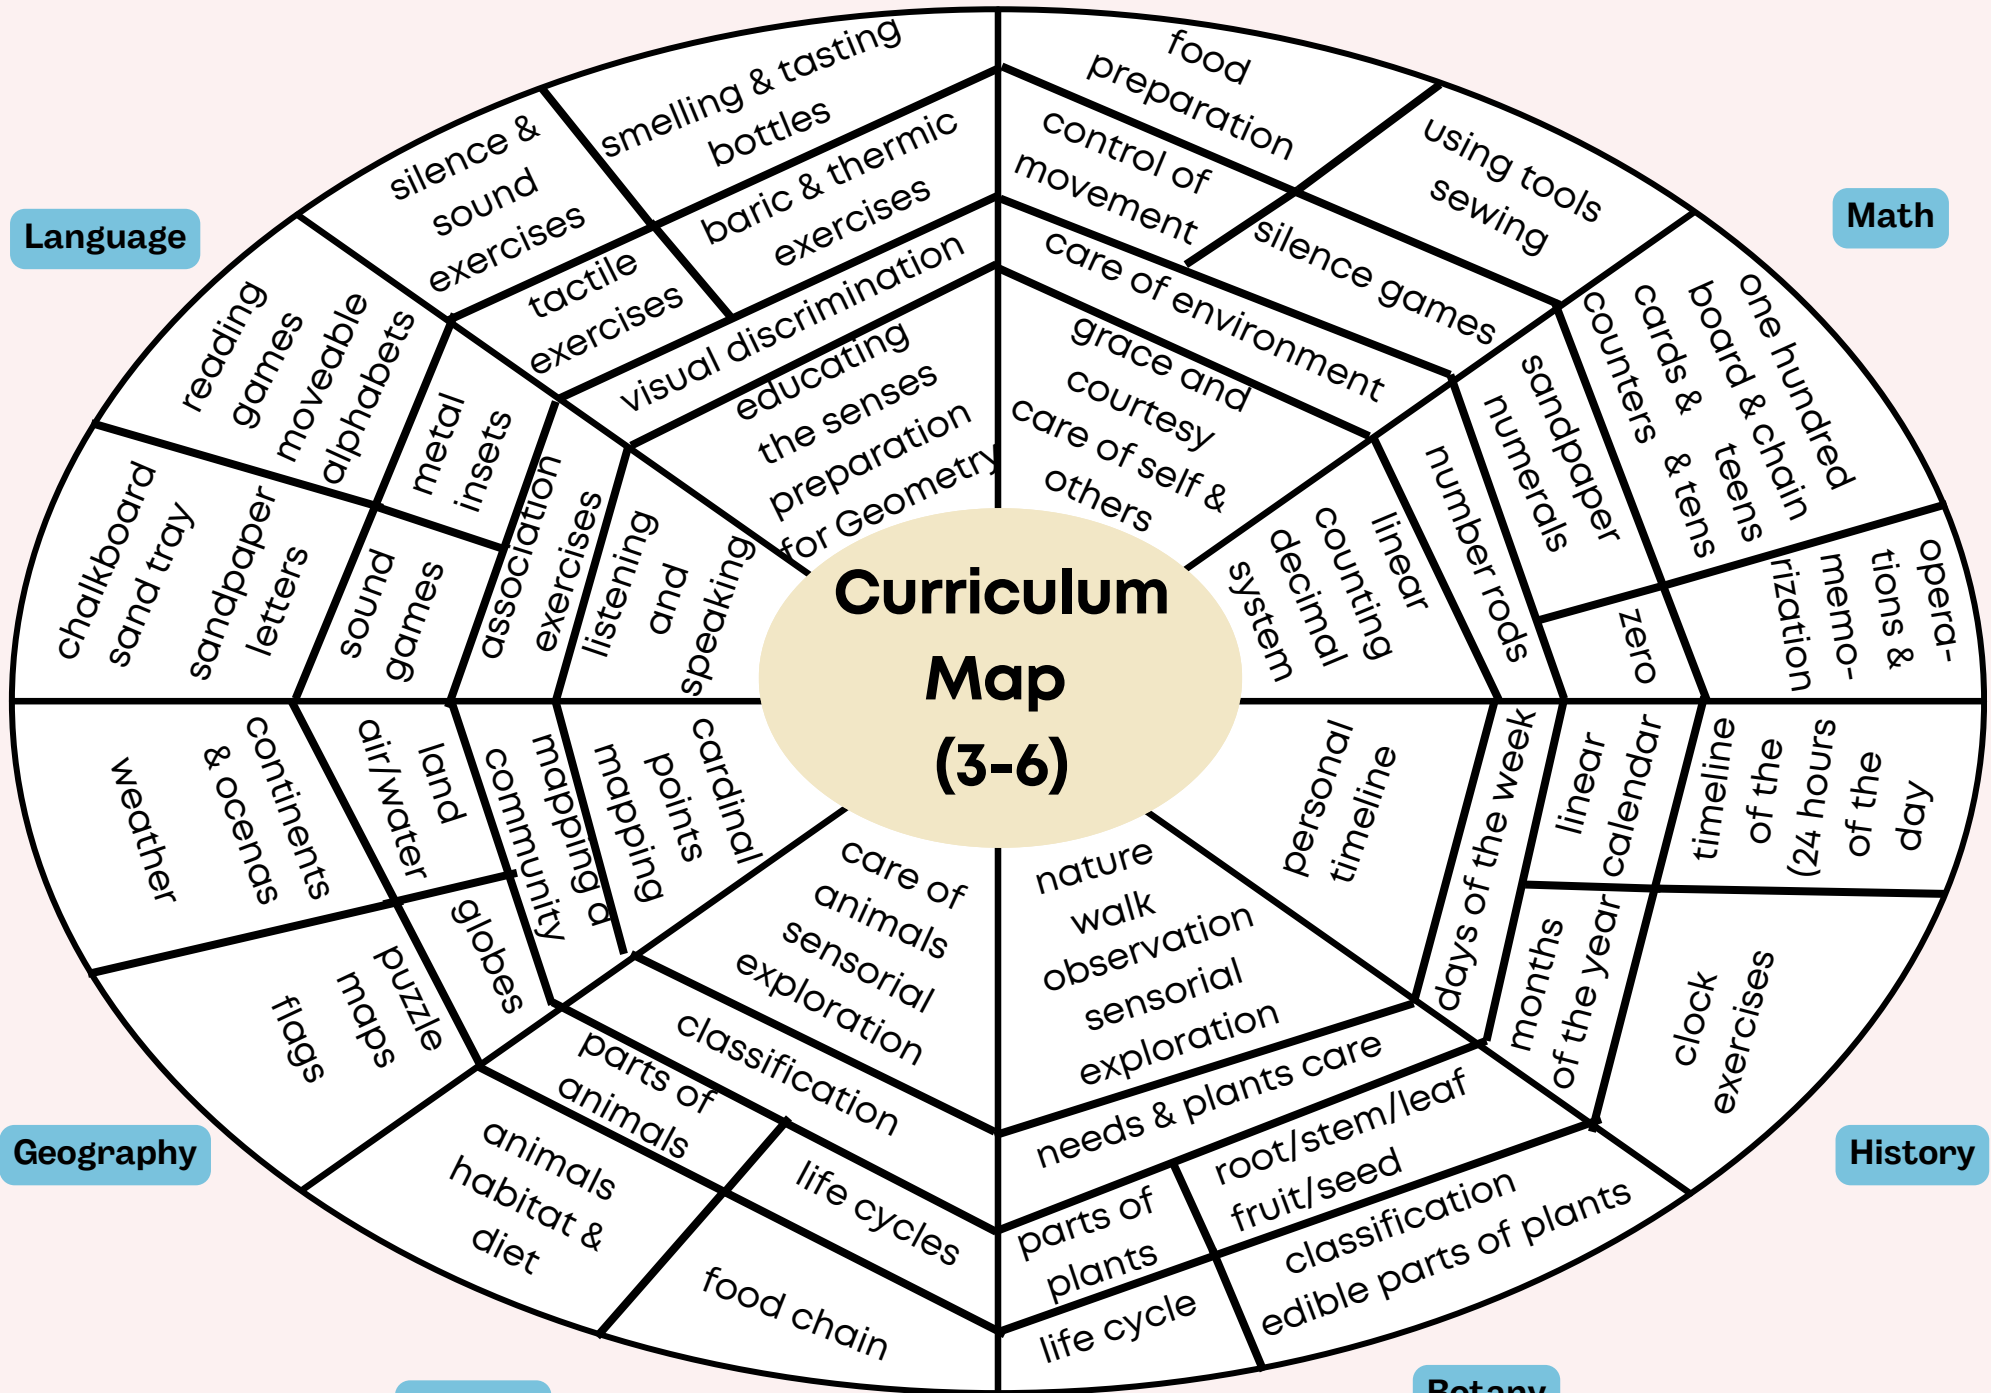 Curriculum
Map
(3-6)
Language
Math
Geography
History
Botany
smelling & tasting
bottles
silence &
sound
exercises
baric & thermic
exercises
tactile
exercises
visual discrimination
educating
the senses
preparation
for Geometry
food
preparation
using tools
sewing
control of
movement
silence games
care of environment
grace and
courtesy
care of self &
others
one hundred
board & chain
teens
cards &
& tens
counters
opera-
tions &
memo-
rization
sandpaper
numerals
zero
number rods
linear
counting
decimal
system
personal
timeline
days of the week
linear
calendar
months
of the year
timeline
of the
(24 hours
of the
day
clock
exercises
nature
walk
observation
sensorial
exploration
needs & plants care
root/stem/leaf
fruit/seed
parts of
plants
classification
edible parts of plants
life cycle
care of
animals
sensorial
exploration
classification
parts of
animals
life cycles
animals
habitat &
diet
food chain
cardinal
points
mapping
mapping d
community
land
air/water
globes
continents
& ocenas
weather
puzzle
maps
flags
listening
and
speaking
association
exercises
metal
insets
sound
games
reading
games
moveable
alphabets
chalkboard
sand tray
sandpaper
letters